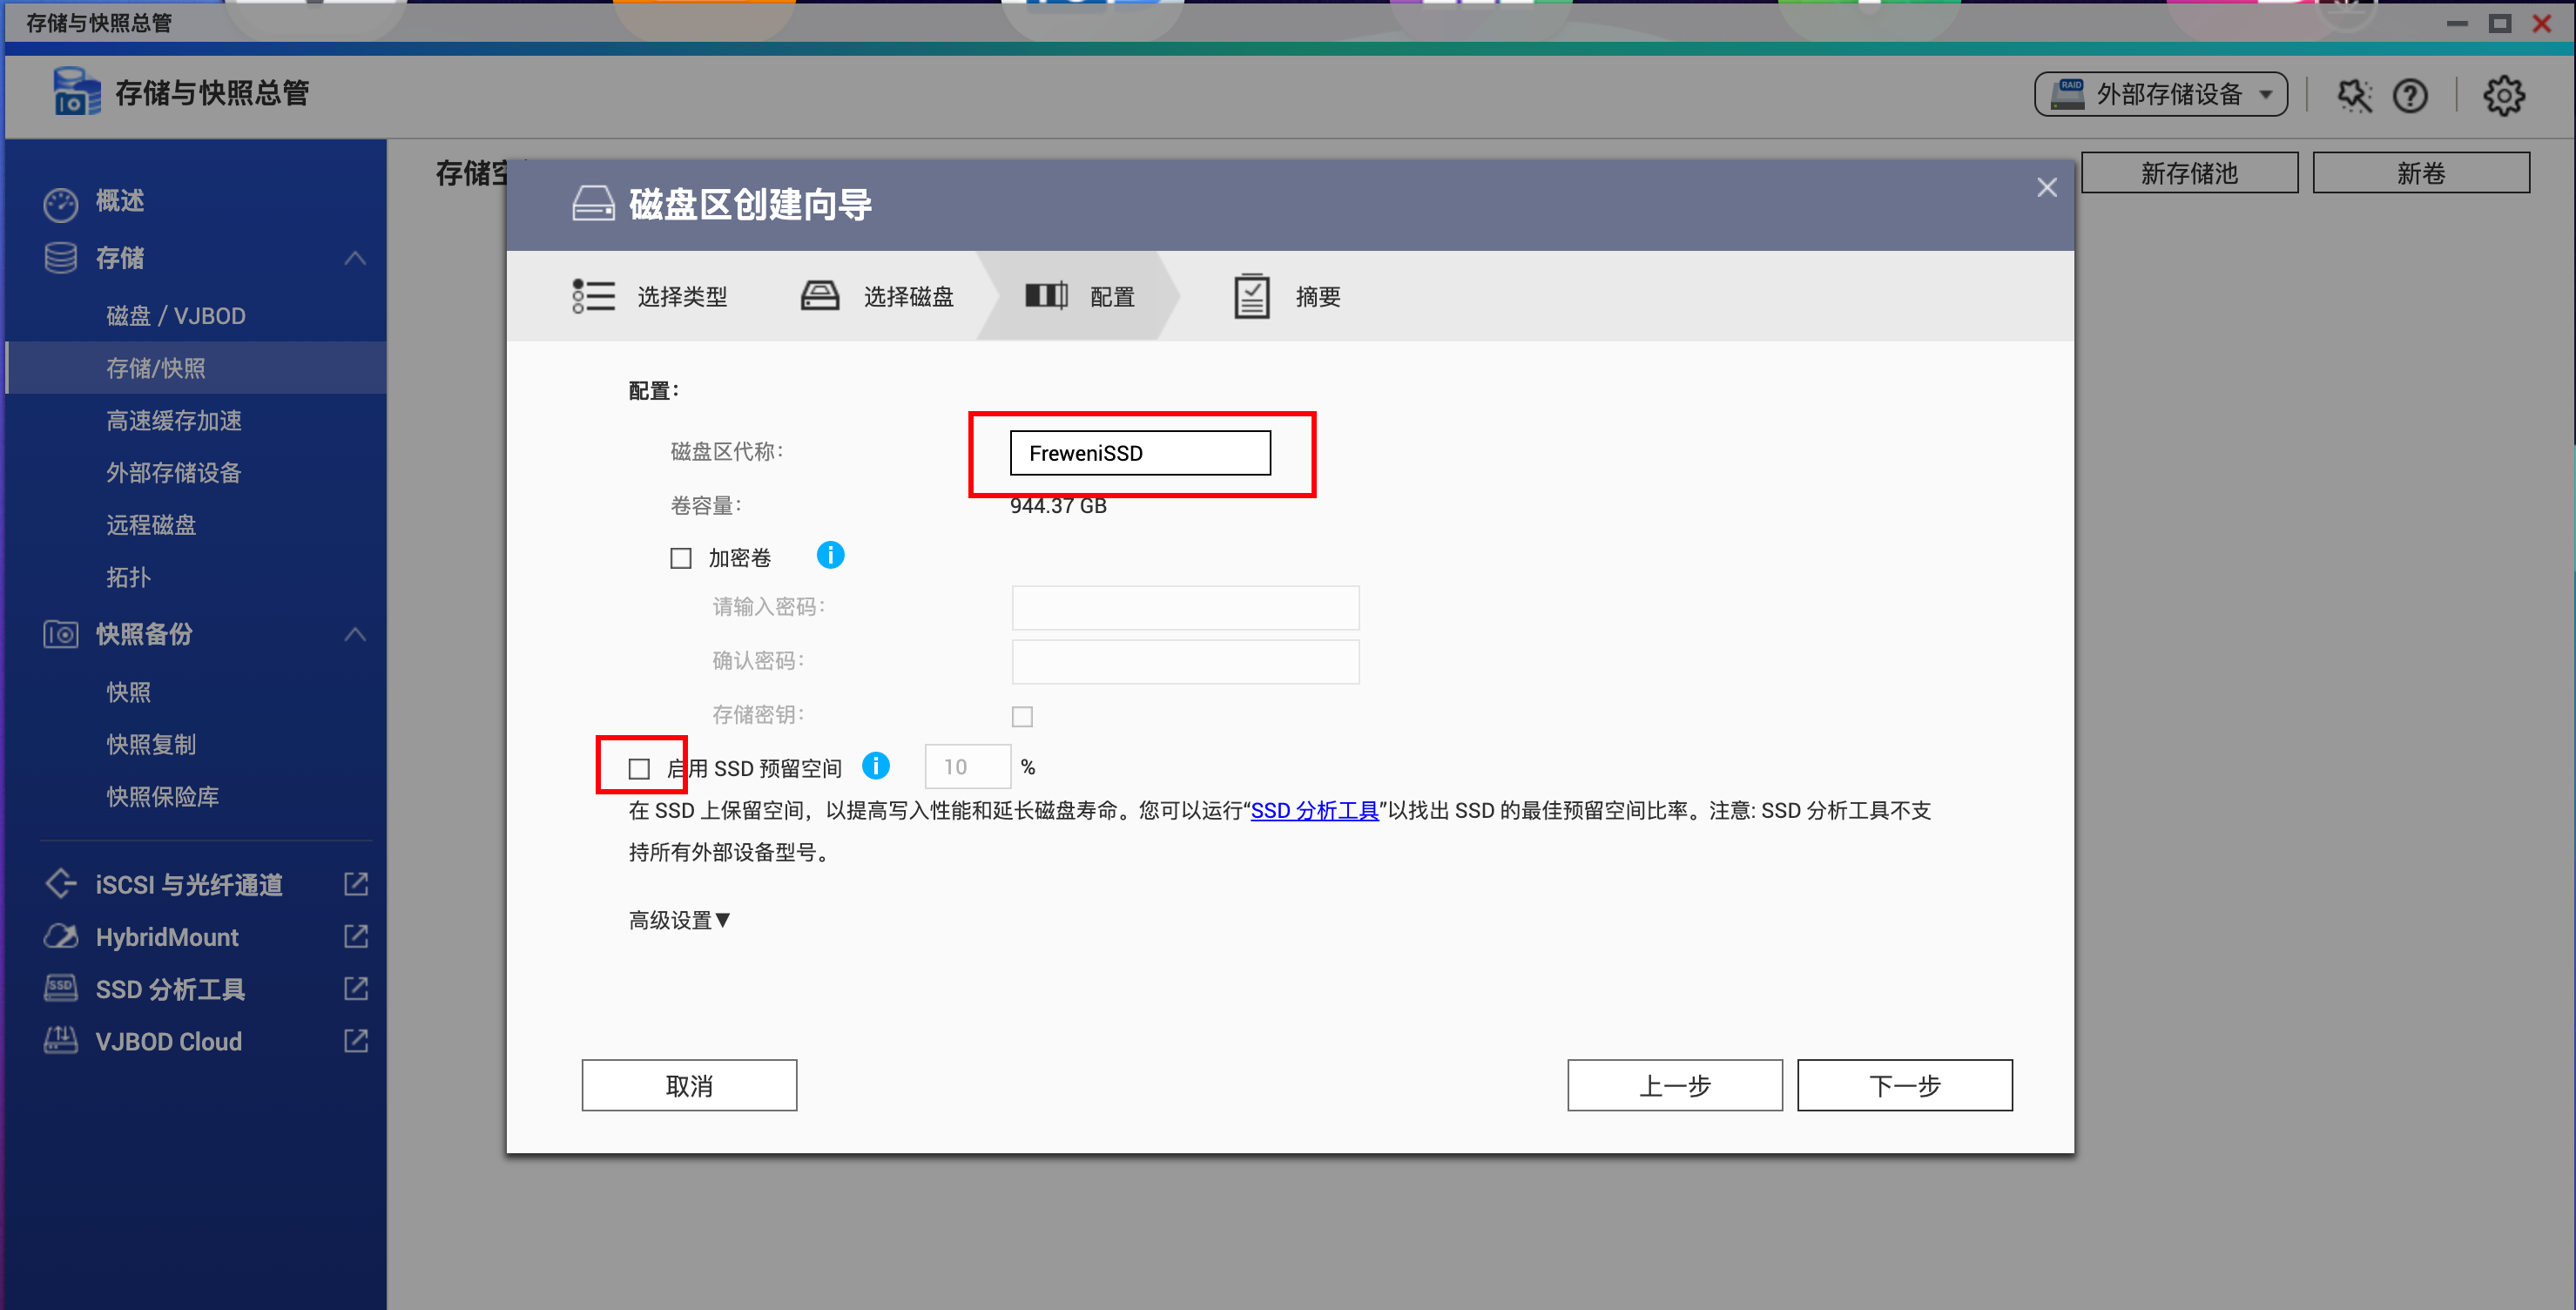 存储与快照总管
存储与快照总管
RAID
外部存储设备
概述
存储
磁盘 / VJBOD
存储/快照
高速缓存加速
外部存储设备
远程磁盘
拓扑
快照备份
快照
快照复制
快照保险库
iSCSI 与光纤通道
HybridMount
SSD
SSD 分析工具
VJBOD Cloud
存储空
新存储池
新卷
磁盘区创建向导
选择类型
选择磁盘
配置
摘要
配置:
磁盘区代称:
FreweniSSD
卷容量:
944.37 GB
加密卷
请输入密码:
确认密码:
存储密钥:
启用 SSD 预留空间
10
%
在 SSD 上保留空间，以提高写入性能和延长磁盘寿命。您可以运行“SSD 分析工具”以找出 SSD 的最佳预留空间比率。注意: SSD 分析工具不支
持所有外部设备型号。
高级设置▼
取消
上一步
下一步